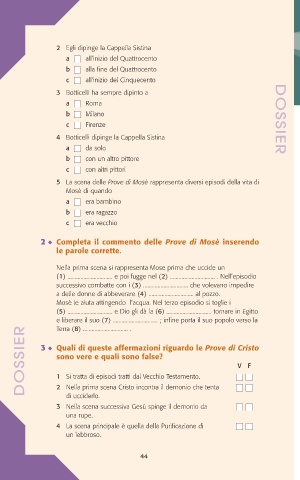 2 Egli dipinge la Cappella Sistina
a all'inizio del Quattrocento
b alla fine del Quattrocento
c all'inizio del Cinquecento
3 Botticelli ha sempre dipinto a
a Roma
b Milano
c Firenze
4 Botticelli dipinge la Cappella Sistina
a da solo
b con un altro pittore
c con altri pittori
5 La scena delle Prove di Mosè rappresenta diversi episodi della vita di
Mosè di quando
a era bambino
b era ragazzo
c era vecchio
DOSSIER
2 Completa il commento delle Prove di Mosè inserendo
le parole corrette.
Nella prima scena si rappresenta Mosè prima che uccide un
(1) .................... e poi fugge nel (2) .................... . Nell'episodio
successivo combatte con i (3) .................... che volevano impedire
a delle donne di abbeverare (4) .................... al pozzo.
Mosè le aiuta attingendo l'acqua. Nel terzo episodio si toglie i
(5) .................... e Dio gli dà la (6) .................... tornare in Egitto
e liberare il suo (7) .................... ; infine porta il suo popolo verso la
Terra (8) .................... .
3 Quali di queste affermazioni riguardo le Prove di Cristo
sono vere e quali sono false?
V F
1 Si tratta di episodi tratti dal Vecchio Testamento.
2 Nella prima scena Cristo incontra il demonio che tenta
di ucciderlo.
3 Nella scena successiva Gesù spinge il demonio da
una rupe.
4 La scena principale è quella della Purificazione di
un lebbroso.
DOSSIER
44